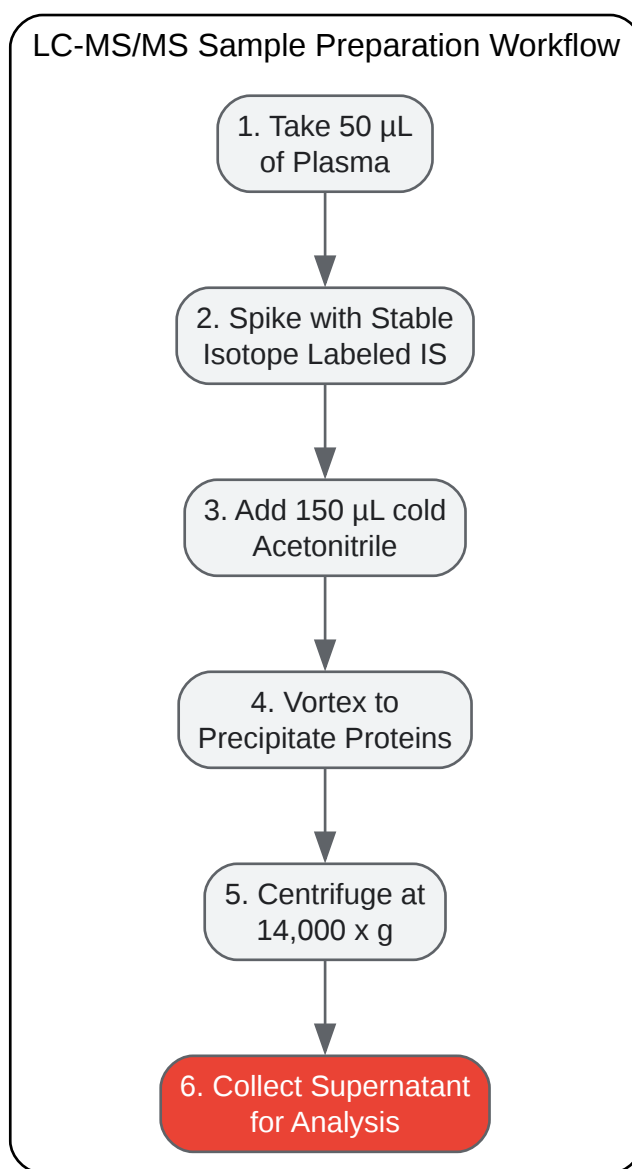 LC-MS/MS Sample Preparation Workflow
1. Take 50 µL
of Plasma
2. Spike with Stable
Isotope Labeled IS
3. Add 150 µL cold
Acetonitrile
4. Vortex to
Precipitate Proteins
5. Centrifuge at
14,000 x g
6. Collect Supernatant
for Analysis